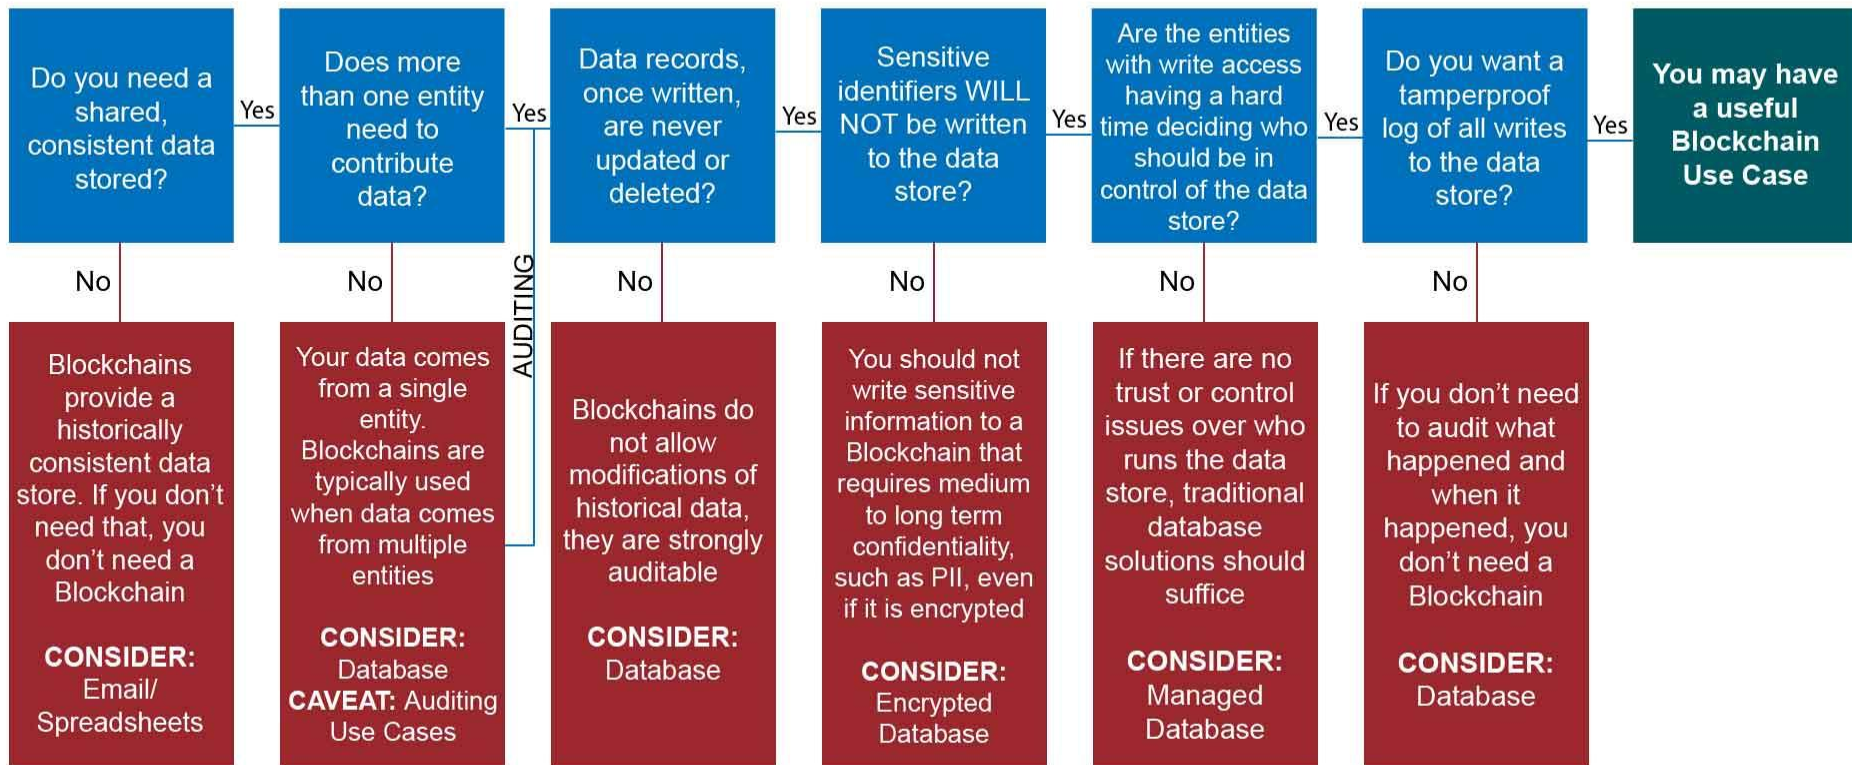 Do you need a
shared,
consistent data
stored?
Yes
Does more
than one entity
need to
contribute
data?
Yes
Data records,
once written,
are never
updated or
deleted?
Yes
Sensitive
identifiers WILL
NOT be written
to the data
store?
Yes
Are the entities
with write access
having a hard
time deciding who
should be in
control of the data
store?
Yes
Do you want a
tamperproof
log of all writes
to the data
store?
Yes
You may have
a useful
Blockchain
Use Case
No
No
AUDITING
No
No
No
No
Blockchains
provide a
historically
consistent data
store. If you don’t
need that, you
don’t need a
Blockchain
CONSIDER:
Email/
Spreadsheets
Your data comes
from a single
entity.
Blockchains are
typically used
when data comes
from multiple
entities
CONSIDER:
Database
CAVEAT: Auditing
Use Cases
Blockchains do
not allow
modifications of
historical data,
they are strongly
auditable
CONSIDER:
Database
You should not
write sensitive
information to a
Blockchain that
requires medium
to long term
confidentiality,
such as PII, even
if it is encrypted
CONSIDER:
Encrypted
Database
If there are no
trust or control
issues over who
runs the data
store, traditional
database
solutions should
suffice
CONSIDER:
Managed
Database
If you don’t need
to audit what
happened and
when it
happened, you
don’t need a
Blockchain
CONSIDER:
Database